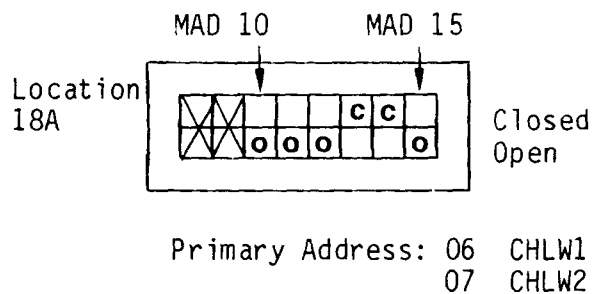 MAD 10 MAD 15
Location
18A
C C
Closed
O O O O
Open
Primary Address: 06 CHLW1
07 CHLW2